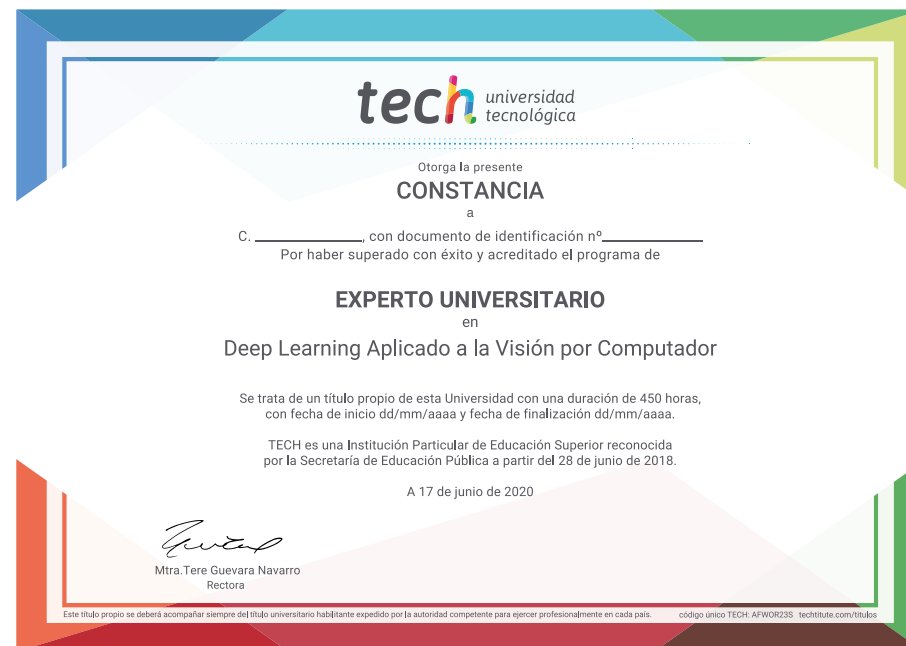 tech universidad
tecnológica
Otorga la presente
CONSTANCIA
a
C. ____________, con documento de identificación nº____________
Por haber superado con éxito y acreditado el programa de
EXPERTO UNIVERSITARIO
en
Deep Learning Aplicado a la Visión por Computador
Se trata de un título propio de esta Universidad con una duración de 450 horas,
con fecha de inicio dd/mm/aaaa y fecha de finalización dd/mm/aaaa.
TECH es una Institución Particular de Educación Superior reconocida
por la Secretaría de Educación Pública a partir del 28 de junio de 2018.
A 17 de junio de 2020
Mtra.Tere Guevara Navarro
Rectora
Este título propio se deberá acompañar siempre del título universitario habilitante expedido por la autoridad competente para ejercer profesionalmente en cada país. código único TECH: AFWOR23S techtitute.com/titulos